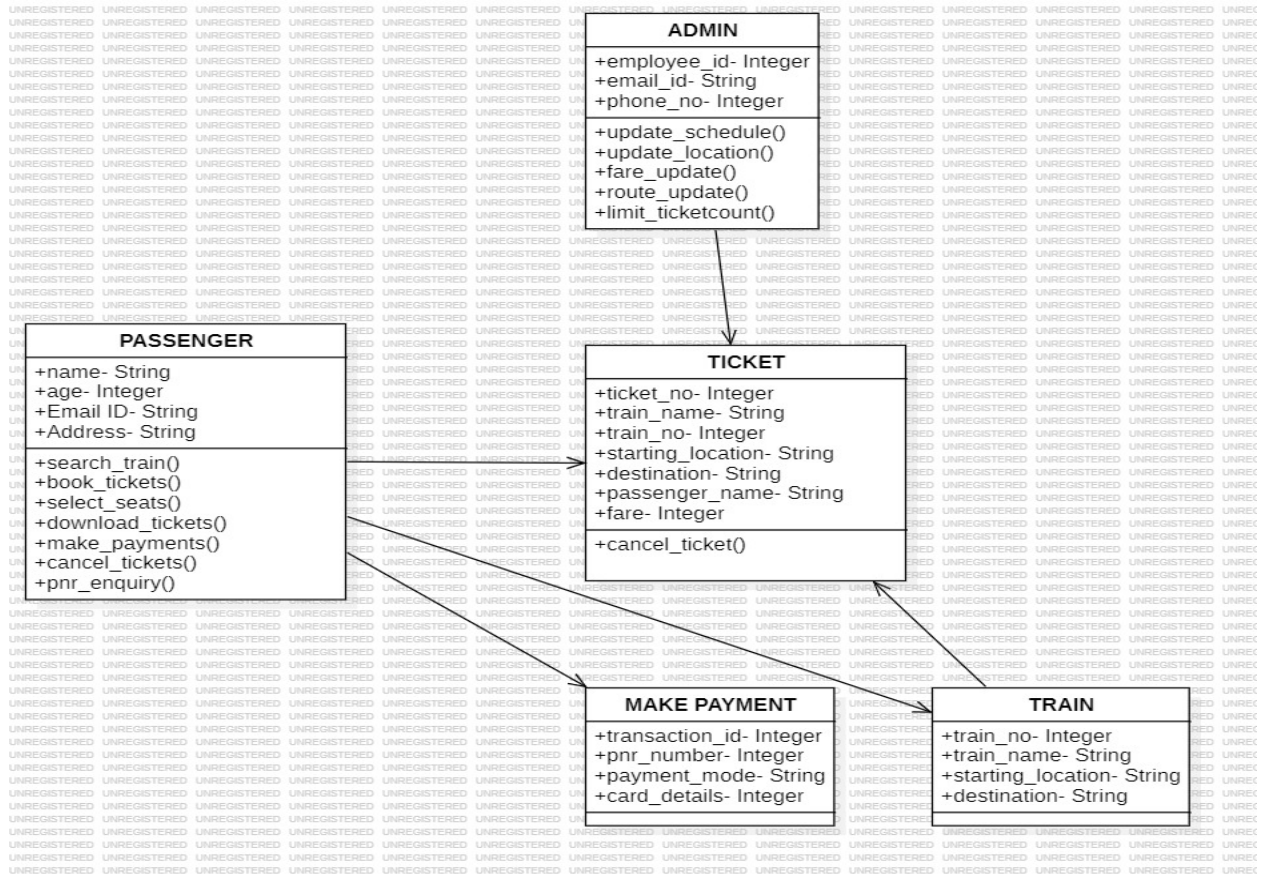 ADMIN
+employee_id- Integer
+email_id- String
+phone_no- Integer
+update_schedule()
+update_location()
+fare_update()
+route_update()
+limit_ticketcount()
PASSENGER
+name- String
+age- Integer
+Email ID- String
+Address- String
+search_train()
+book_tickets()
+select_seats()
+download_tickets()
+make_payments()
+cancel_tickets()
+pnr_enquiry()
TICKET
+ticket_no- Integer
+train_name- String
+train_no- Integer
+starting_location- String
+destination- String
+passenger_name- String
+fare- Integer
+cancel_ticket()
MAKE PAYMENT
+transaction_id- Integer
+pnr_number- Integer
+payment_mode- String
+card_details- Integer
TRAIN
+train_no- Integer
+train_name- String
+starting_location- String
+destination- String
UNREGISTERED